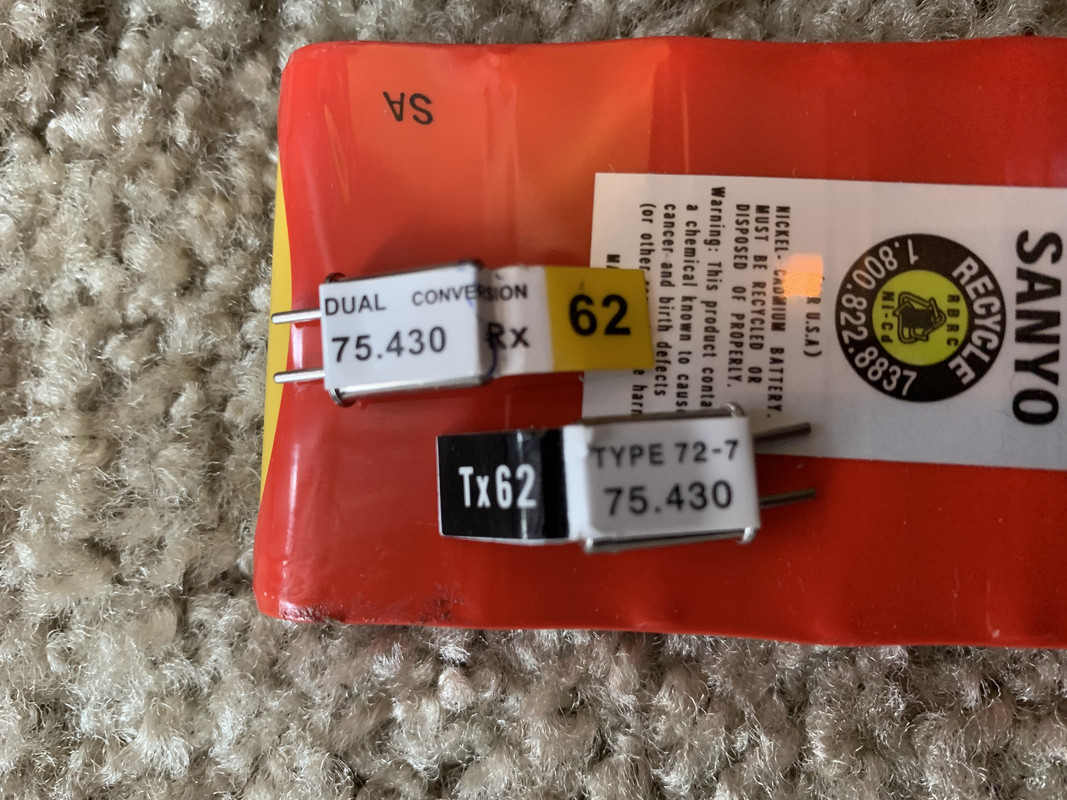 SA
DUAL CONVERSION
75.430
Rx
62
Tx62
TYPE 72-7
75.430
SANYO
RECYCLE
RBRC
Ni-Cd
1.800.822.8837
R U.S.A)
NICKEL- CADMIUM BATTERY.
MUST BE RECYCLED OR
DISPOSED OF PROPERLY.
Warning: This product
a chemical known to cause
cancer and birth defects
(or other